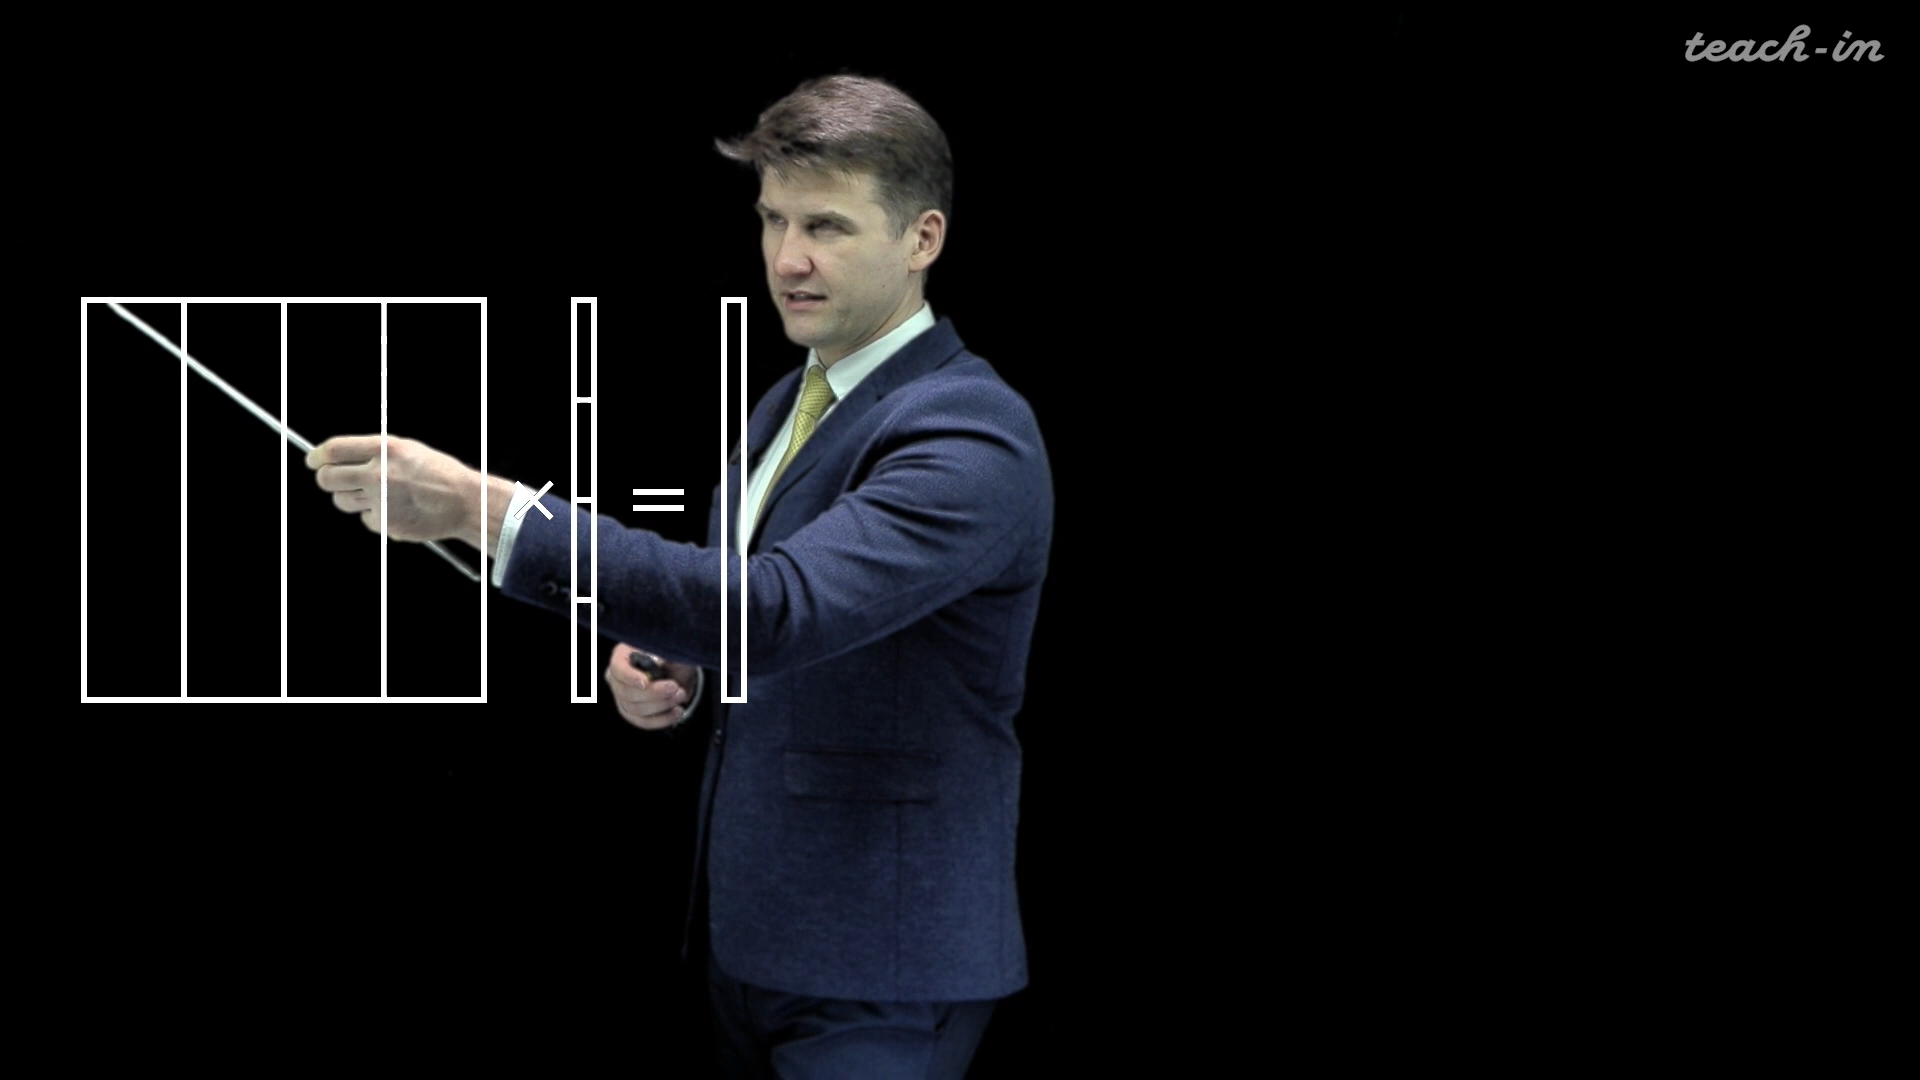 teach-in
× =